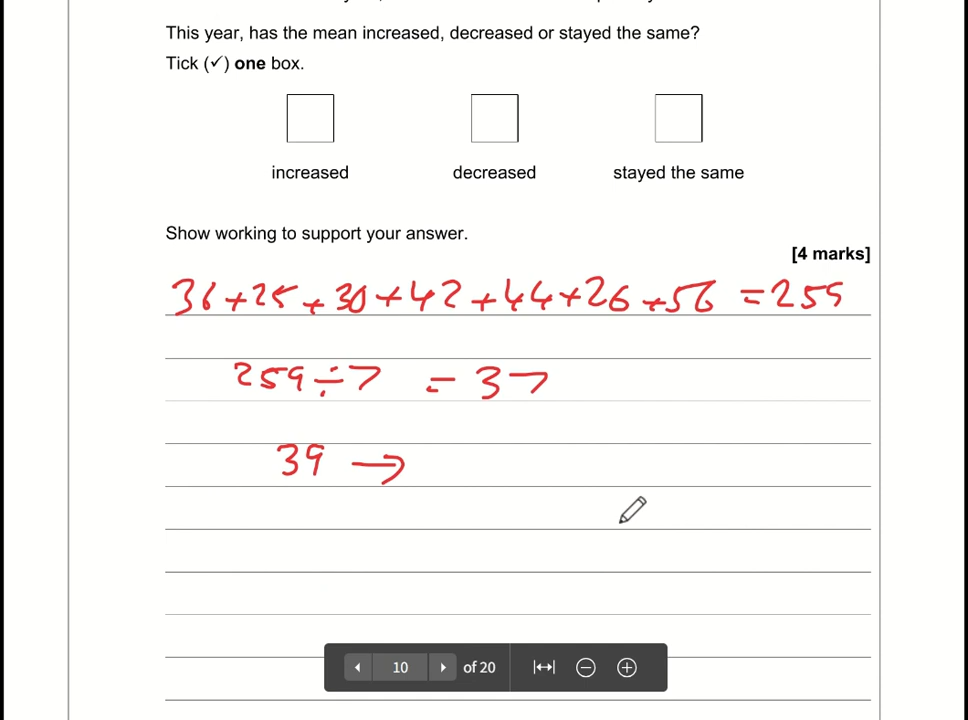 This year, has the mean increased, decreased or stayed the same?
Tick (✓) one box.
increased decreased stayed the same
Show working to support your answer.
[4 marks]
36+25+30+42+44+26+56 =259
259÷7 = 37
39 →
10 of 20